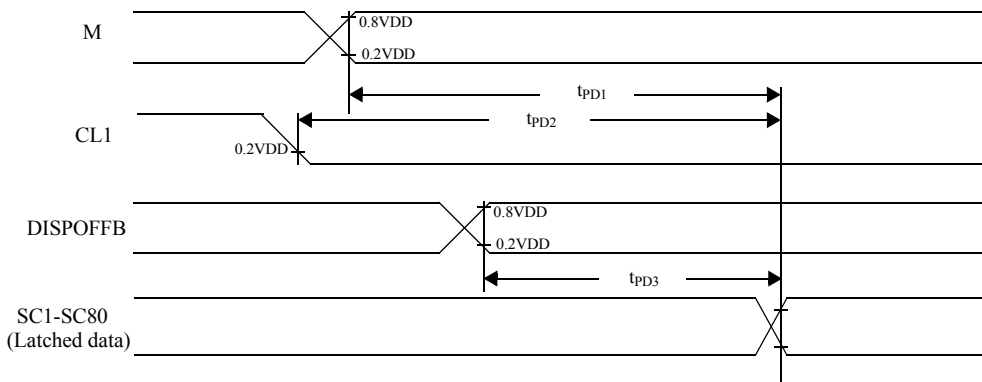 M
0.8VDD
0.2VDD
tPD1
CL1
tPD2
0.2VDD
DISPOFFB
0.8VDD
0.2VDD
tPD3
SC1-SC80
(Latched data)